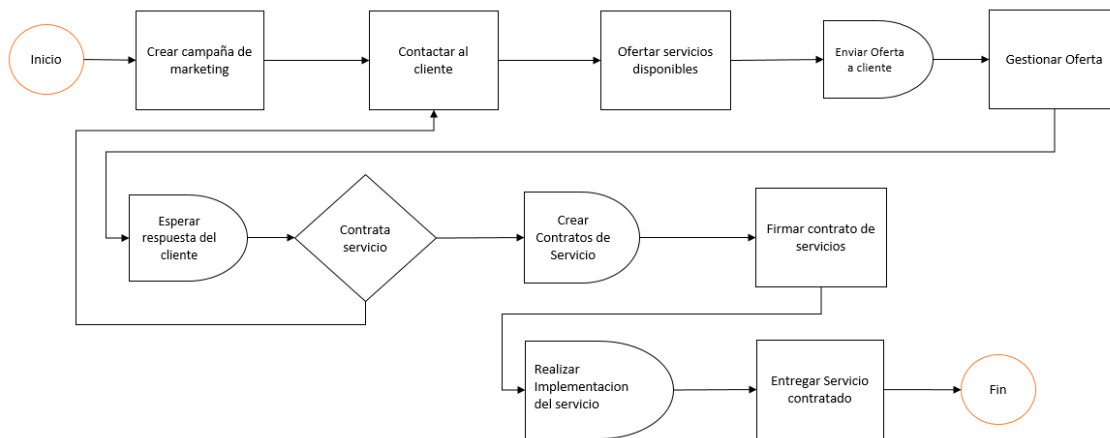 Inicio
Crear campaña de
marketing
Contactar al
cliente
Ofertar servicios
disponibles
Enviar Oferta
a cliente
Gestionar Oferta
Esperar
respuesta del
cliente
Contrata
servicio
Crear
Contratos de
Servicio
Firmar contrato de
servicios
Realizar
Implementacion
del servicio
Entregar Servicio
contratado
Fin